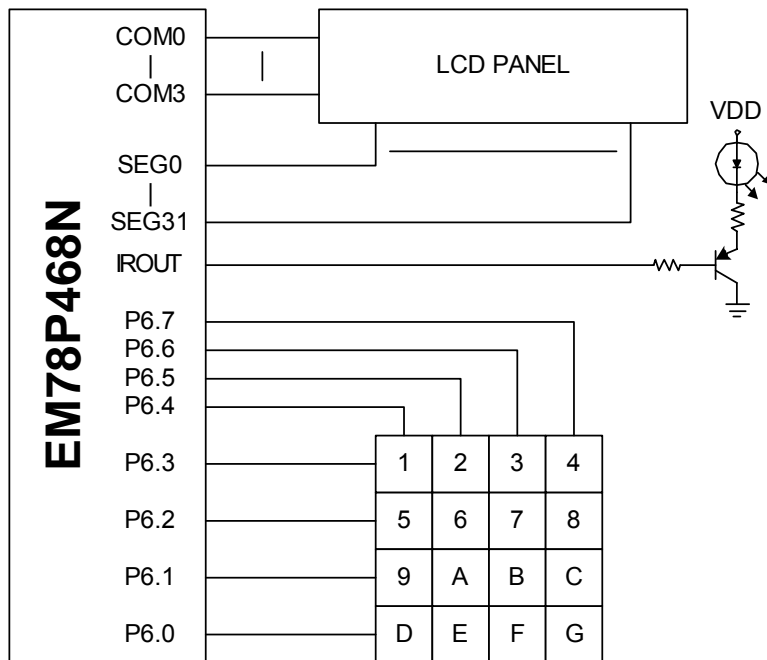 EM78P468N
COM0
COM3
SEG0
SEG31
IROUT
P6.7
P6.6
P6.5
P6.4
P6.3
P6.2
P6.1
P6.0
LCD PANEL
VDD
1 2 3 4
5 6 7 8
9 A B C
D E F G